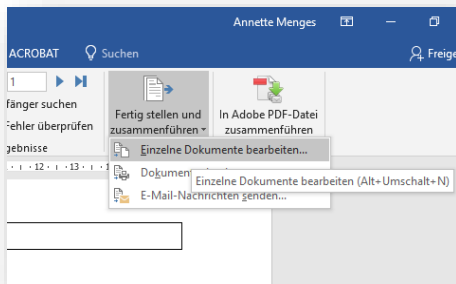 Annette Menges
ACROBAT Suchen Freige
1
fänger suchen
Fehler überprüfen
gebnisse
Fertig stellen und zusammenführen
In Adobe PDF-Datei zusammenführen
12 13
Einzelne Dokumente bearbeiten...
Einzelne Dokumente bearbeiten (Alt+Umschalt+N)
E-Mail-Nachrichten senden...